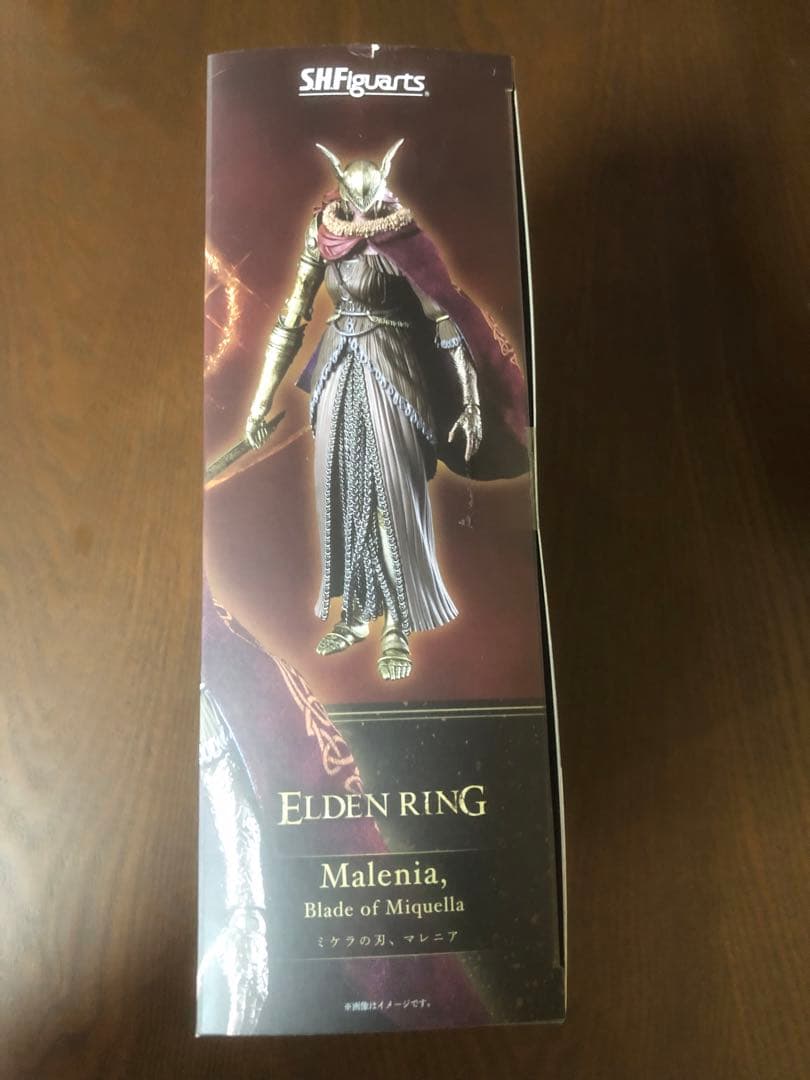 S.H.Figuarts
ELDEN RING
Malenia,
Blade of Miquella
ミケラの刃、マレニア
※画像はイメージです。